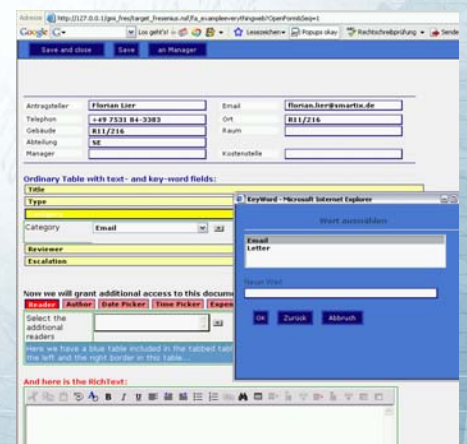 Adresse http://127.0.0.1/gsi_fres/target_fresenius.nsf/fa_exampleeverythingweb?OpenForm&Seq=1
Google G Los geht's! Lesezeichen Popups okay Rechtschreibprüfung Sende
Save and close Save an Manager
Antragsteller Florian Lier Email florian.lier@smartix.de
Telephon +49 7531 84-3383 Ort R11/216
Gebäude R11/216 Raum
Abteilung SE
Manager Kostenstelle
Ordinary Table with text- and key-word fields:
Title
Type
Category
Category Email
Reviewer
Escalation
KeyWord - Microsoft Internet Explorer
Wert auswählen
Email
Letter
Neuer Wert
OK Zurück Abbruch
Now we will grant additional access to this docume
Reader Author Date Picker Time Picker Expen
Select the
additional
readers
Here we have a blue table included in the tabbed tabl
the left and the right border in this table...
And here is the RichText:
B I U